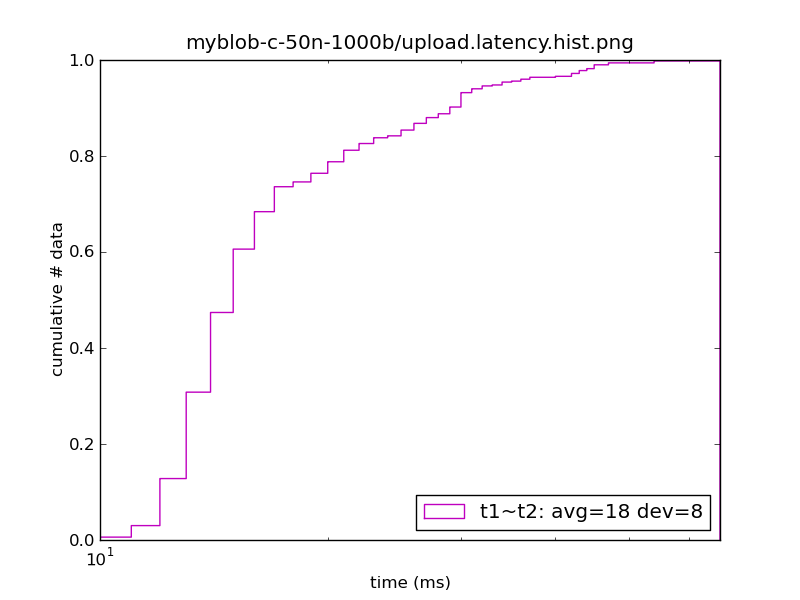 myblob-c-50n-1000b/upload.latency.hist.png
1.0
0.8
0.6
0.4
0.2
0.0
cumulative # data
t1~t2: avg=18 dev=8
10¹
time (ms)